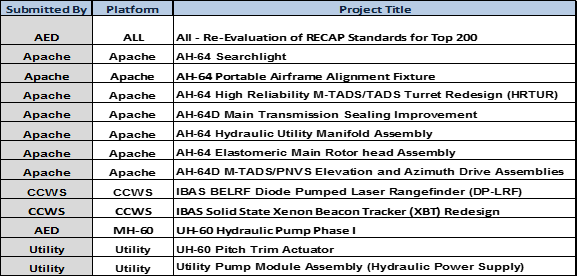 Submitted By Platform Project Title
AED ALL All - Re-Evaluation of RECAP Standards for Top 200
Apache Apache AH-64 Searchlight
Apache Apache AH-64 Portable Airframe Alignment Fixture
Apache Apache AH-64 High Reliability M-TADS/TADS Turret Redesign (HRTUR)
Apache Apache AH-64D Main Transmission Sealing Improvement
Apache Apache AH-64 Hydraulic Utility Manifold Assembly
Apache Apache AH-64 Elastomeric Main Rotor head Assembly
Apache Apache AH-64D M-TADS/PNVS Elevation and Azimuth Drive Assemblies
CCWS CCWS IBAS BELRF Diode Pumped Laser Rangefinder (DP-LRF)
CCWS CCWS IBAS Solid State Xenon Beacon Tracker (XBT) Redesign
AED MH-60 UH-60 Hydraulic Pump Phase I
Utility Utility UH-60 Pitch Trim Actuator
Utility Utility Utility Pump Module Assembly (Hydraulic Power Supply)